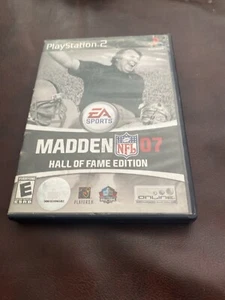 PlayStation 2
EA
SPORTS
MADDEN NFL 07
HALL OF FAME EDITION
E
ONLINE